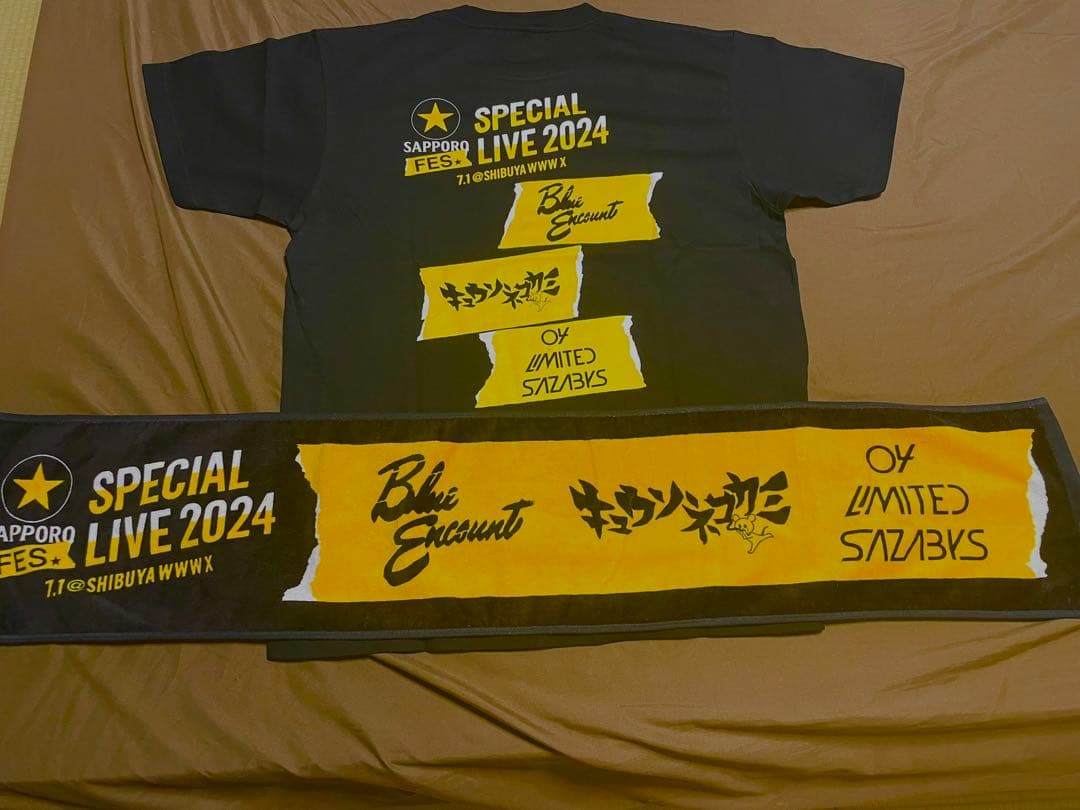 SAPPORO
FES.
SPECIAL
LIVE 2024
7.1@SHIBUYA WWW X
Blue
Encount
キュウソネコカミ
04
LIMITED
SAZABYS
APPORO
FES.
SPECIAL
LIVE 2024
7.1@SHIBUYA WWW X
Blue
Encount
キュウソネコカミ
04
LIMITED
SAZABYS